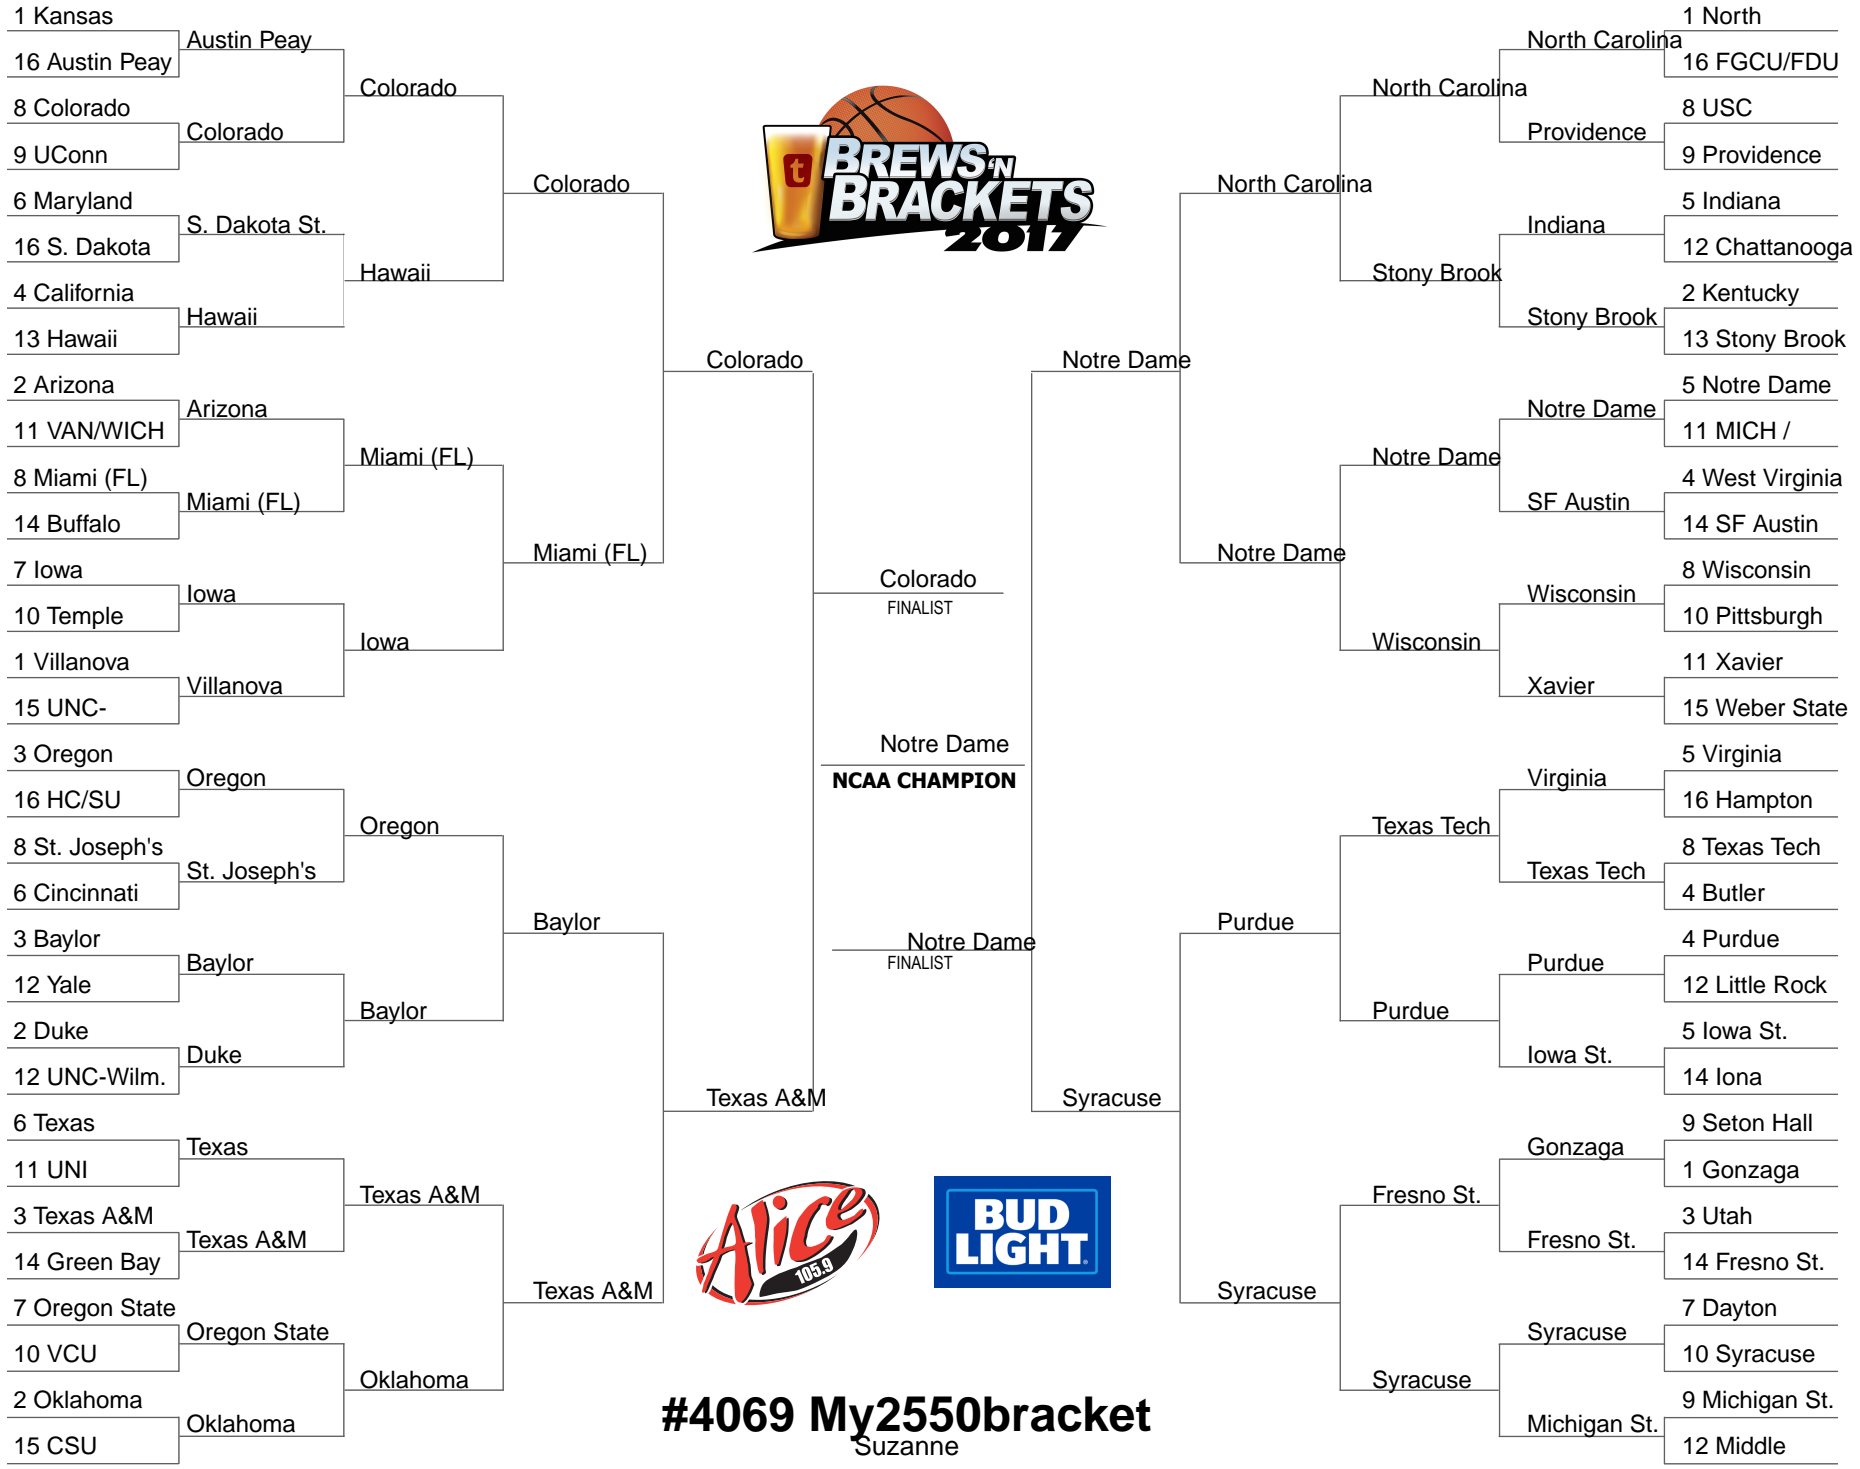 1 Kansas
16 Austin Peay
8 Colorado
9 UConn
6 Maryland
16 S. Dakota
4 California
13 Hawaii
2 Arizona
11 VAN/WICH
8 Miami (FL)
14 Buffalo
7 Iowa
10 Temple
1 Villanova
15 UNC-
3 Oregon
16 HC/SU
8 St. Joseph's
6 Cincinnati
3 Baylor
12 Yale
2 Duke
12 UNC-Wilm.
6 Texas
11 UNI
3 Texas A&M
14 Green Bay
7 Oregon State
10 VCU
2 Oklahoma
15 CSU
Austin Peay
Colorado
S. Dakota St.
Hawaii
Arizona
Miami (FL)
Iowa
Villanova
Oregon
St. Joseph's
Baylor
Duke
Texas
Texas A&M
Oregon State
Oklahoma
Colorado
Hawaii
Miami (FL)
Iowa
Oregon
Baylor
Texas A&M
Oklahoma
Colorado
Miami (FL)
Baylor
Texas A&M
Colorado
Texas A&M
t
BREWS 'N
BRACKETS
2017
Colorado
FINALIST
Notre Dame
NCAA CHAMPION
Notre Dame
FINALIST
Alice
105.9
BUD
LIGHT
#4069 My2550bracket
Suzanne
Notre Dame
Syracuse
North Carolina
Notre Dame
Purdue
Syracuse
North Carolina
Stony Brook
Notre Dame
Wisconsin
Texas Tech
Purdue
Fresno St.
Syracuse
North Carolina
Providence
Indiana
Stony Brook
Notre Dame
SF Austin
Wisconsin
Xavier
Virginia
Texas Tech
Purdue
Iowa St.
Gonzaga
Fresno St.
Syracuse
Michigan St.
1 North
16 FGCU/FDU
8 USC
9 Providence
5 Indiana
12 Chattanooga
2 Kentucky
13 Stony Brook
5 Notre Dame
11 MICH /
4 West Virginia
14 SF Austin
8 Wisconsin
10 Pittsburgh
11 Xavier
15 Weber State
5 Virginia
16 Hampton
8 Texas Tech
4 Butler
4 Purdue
12 Little Rock
5 Iowa St.
14 Iona
9 Seton Hall
1 Gonzaga
3 Utah
14 Fresno St.
7 Dayton
10 Syracuse
9 Michigan St.
12 Middle